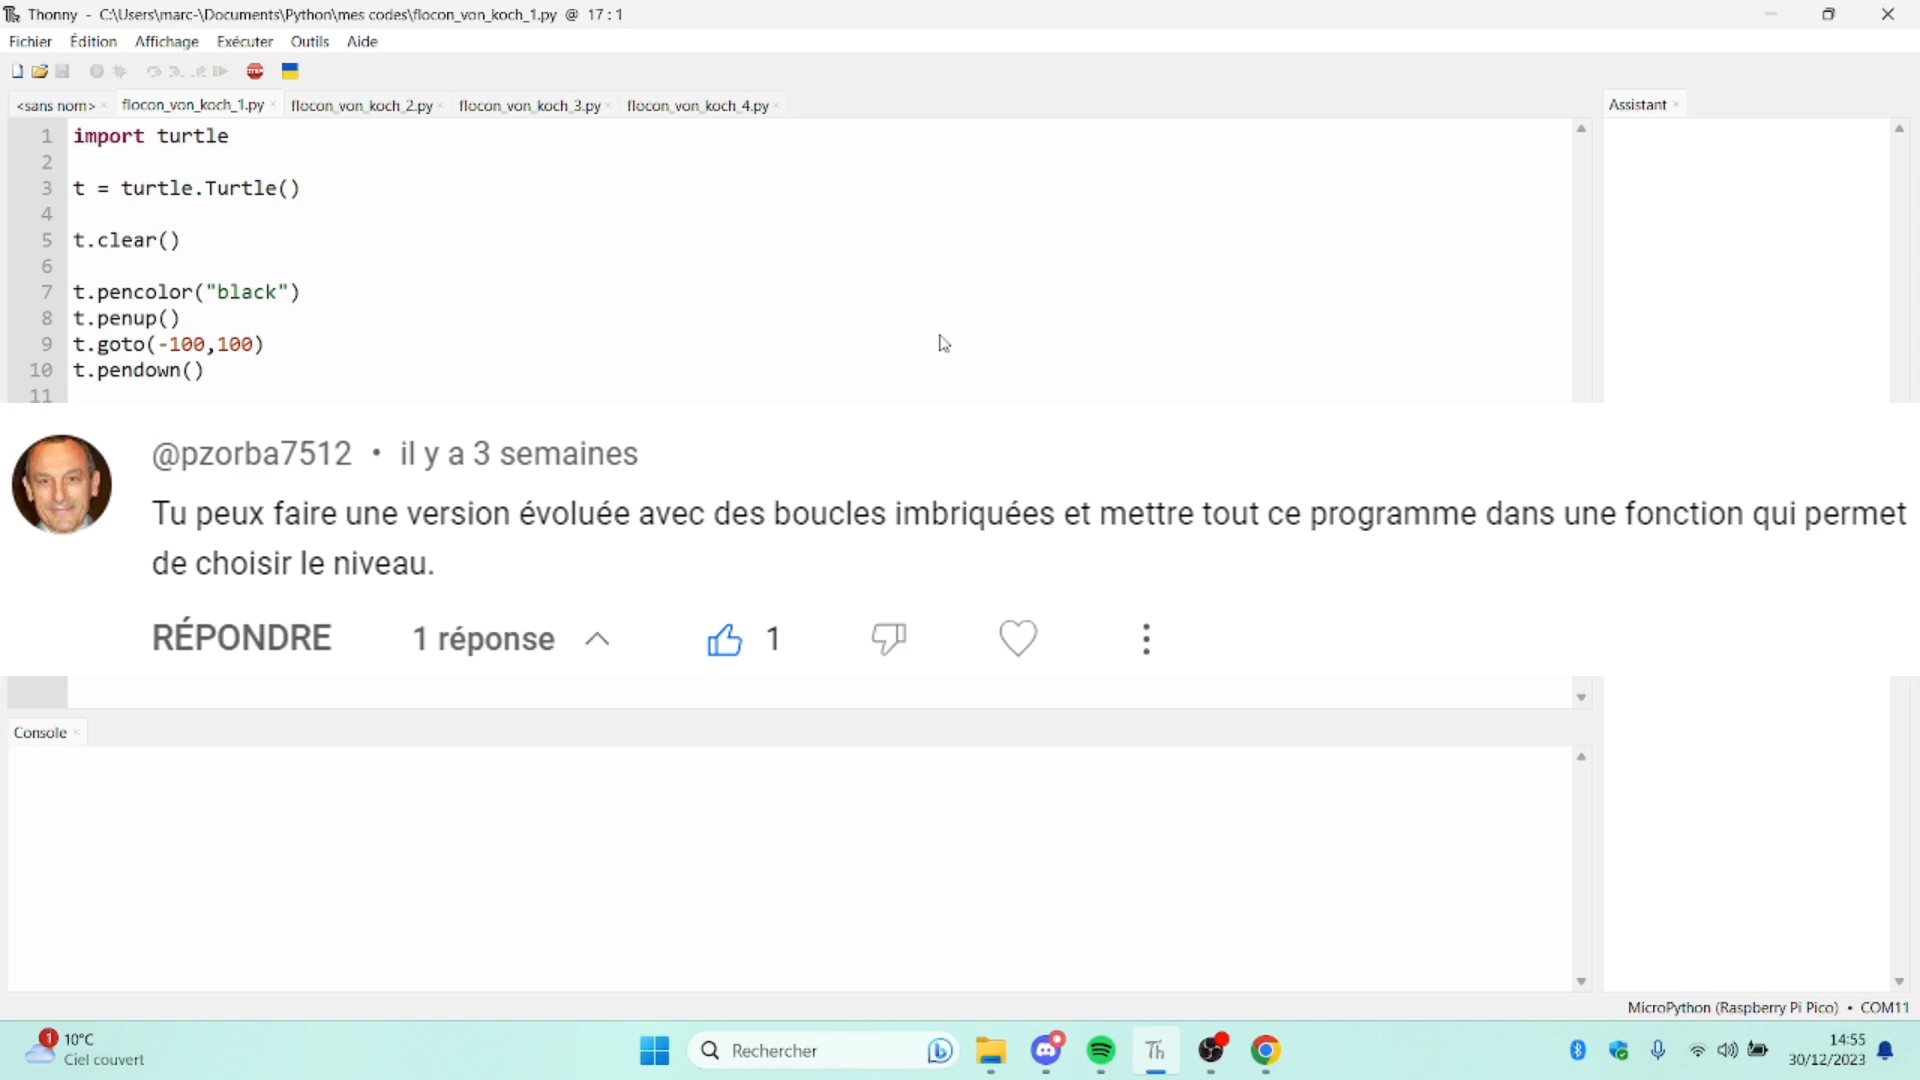 Thonny - C:\Users\marc-\Documents\Python\mes codes\flocon_von_koch_1.py @ 17 : 1
Fichier Édition Affichage Exécuter Outils Aide
<sans nom> × flocon_von_koch_1.py × flocon_von_koch_2.py × flocon_von_koch_3.py × flocon_von_koch_4.py ×
Assistant ×
1 import turtle
2
3 t = turtle.Turtle()
4
5 t.clear()
6
7 t.pencolor("black")
8 t.penup()
9 t.goto(-100,100)
10 t.pendown()
11
@pzorba7512 • il y a 3 semaines
Tu peux faire une version évoluée avec des boucles imbriquées et mettre tout ce programme dans une fonction qui permet
de choisir le niveau.
RÉPONDRE 1 réponse 1
Console ×
MicroPython (Raspberry Pi Pico) • COM11
1 10°C
Ciel couvert
Rechercher
Th
14:55
30/12/2023